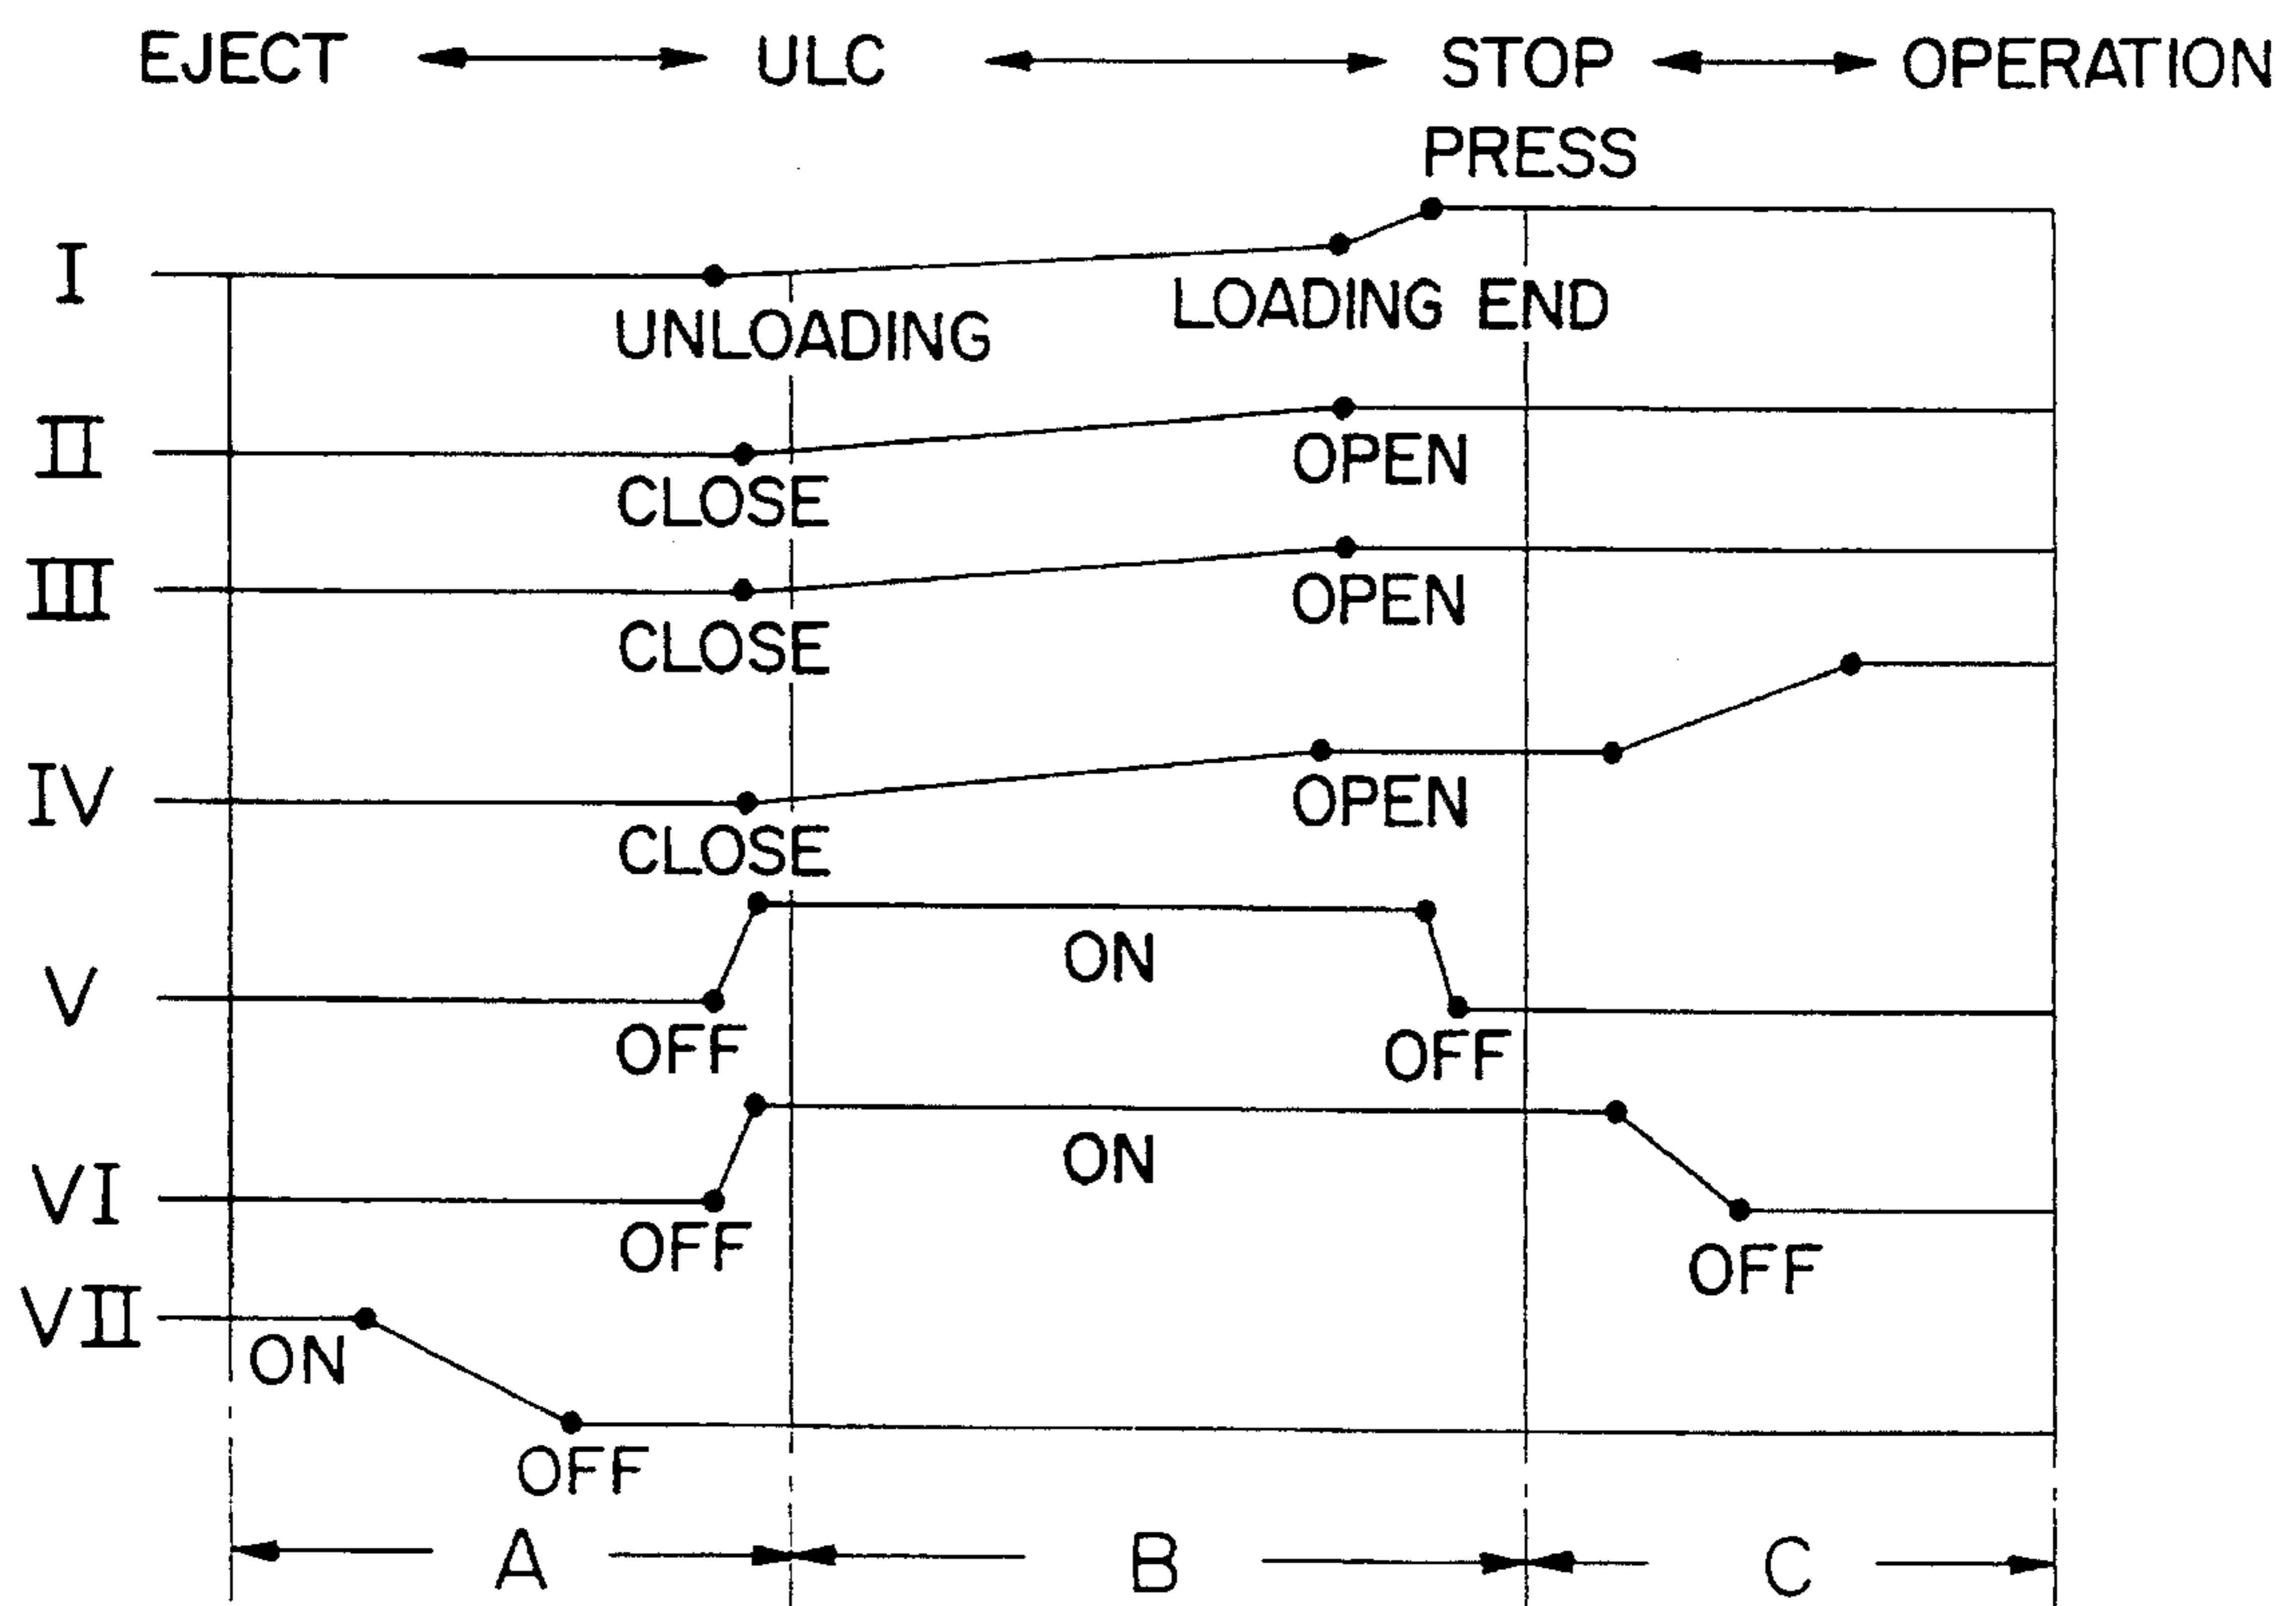 EJECT ULC STOP OPERATION
PRESS
I
UNLOADING
LOADING END
II
CLOSE
OPEN
III
CLOSE
OPEN
IV
CLOSE
OPEN
V
OFF
ON
OFF
VI
OFF
ON
OFF
VII
ON
OFF
A B C